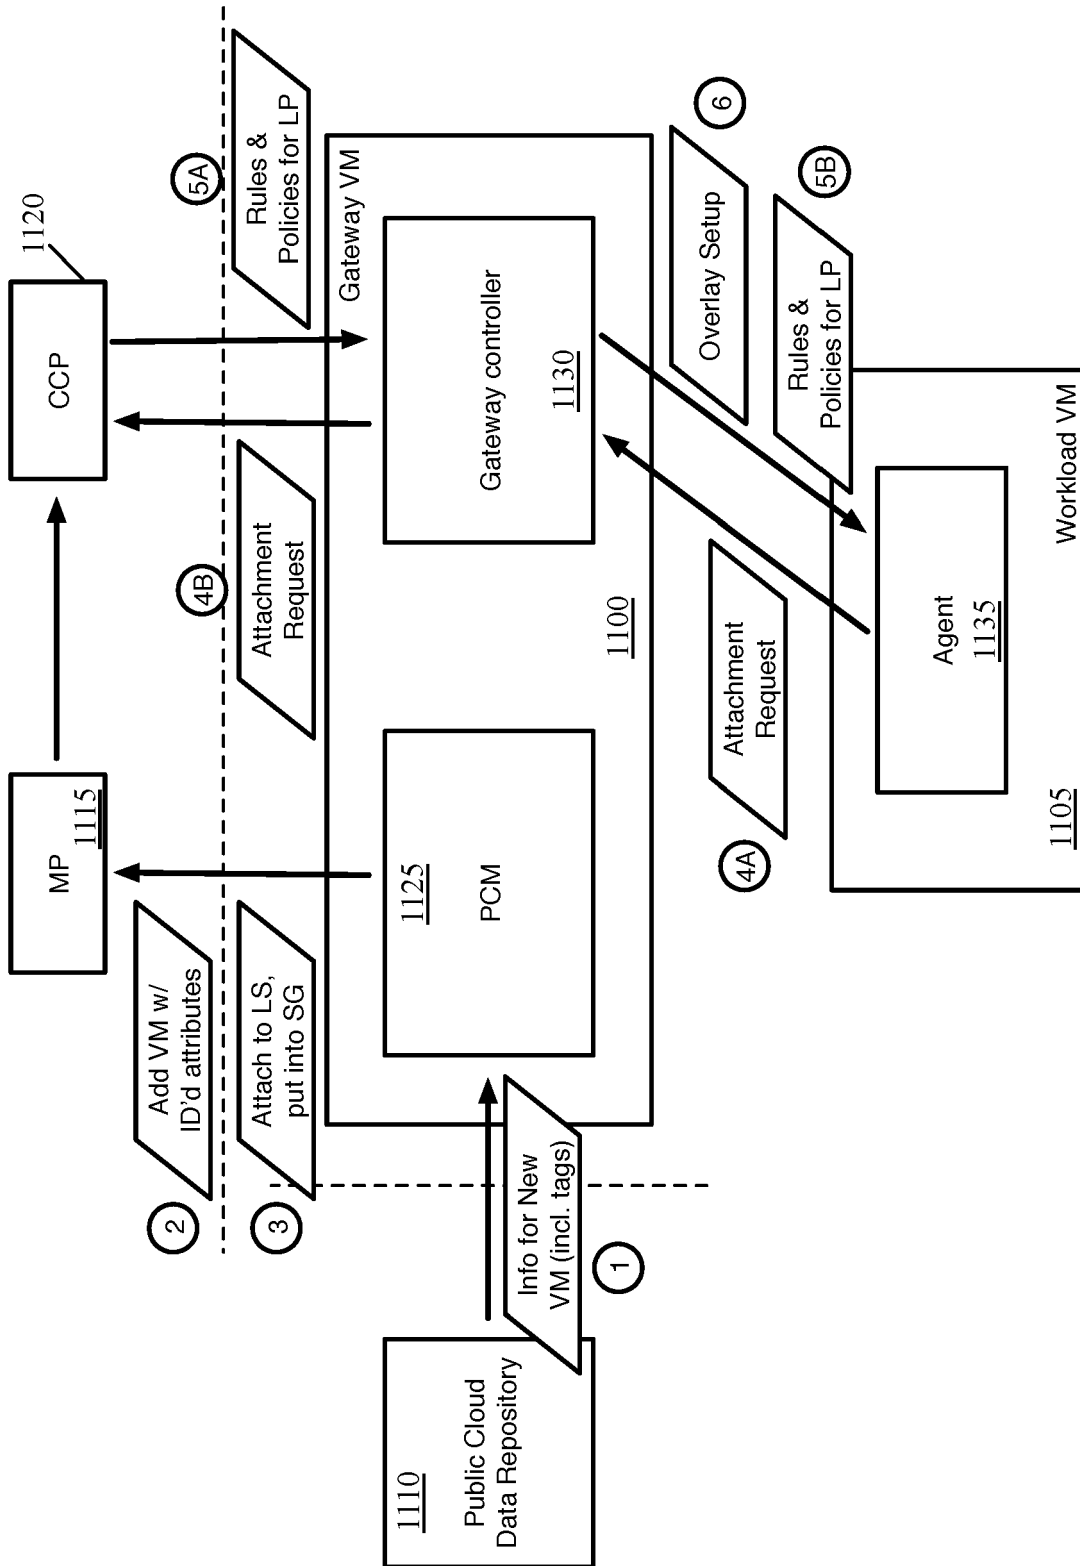 MP
1115
CCP
1120
2
Add VM w/
ID'd attributes
3
Attach to LS,
put into SG
4B
Attachment
Request
5A
Rules &
Policies for LP
Gateway VM
1110
Public Cloud
Data Repository
Info for New
VM (incl. tags)
1
1125
PCM
Gateway controller
1130
1100
4A
Attachment
Request
Overlay Setup
6
Rules &
Policies for LP
5B
Agent
1135
1105
Workload VM